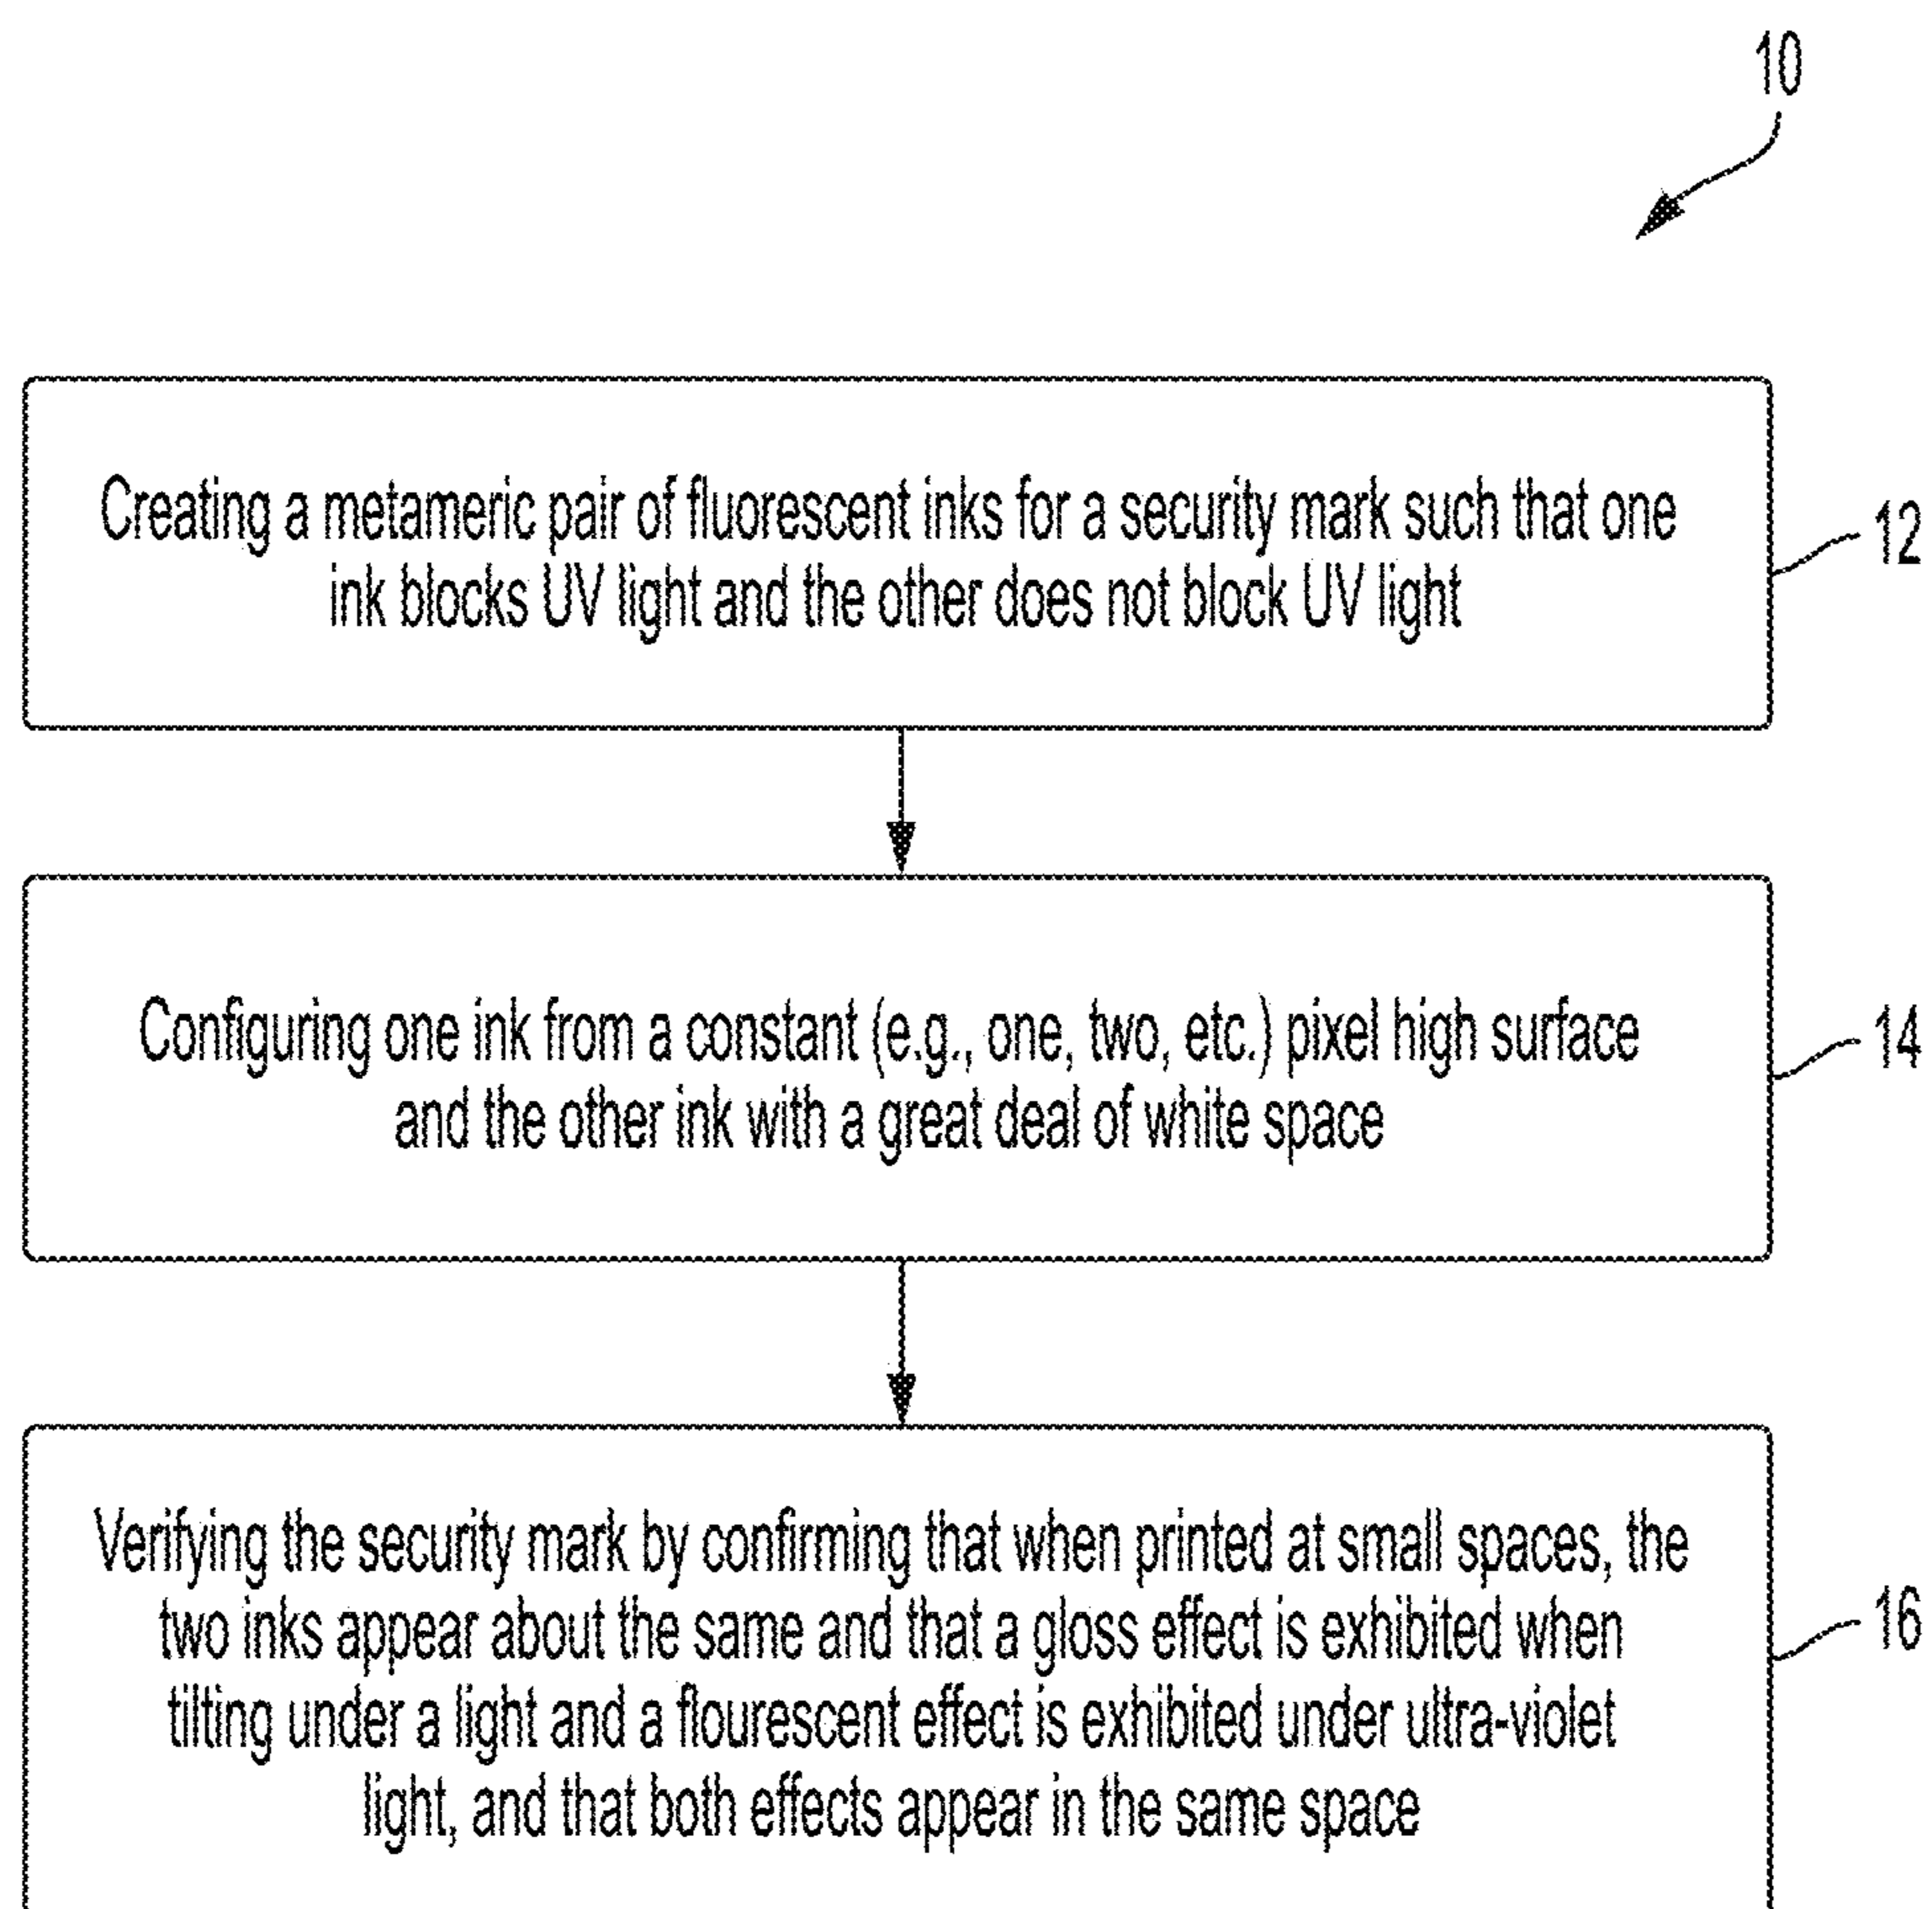 10
Creating a metameric pair of fluorescent inks for a security mark such that one
ink blocks UV light and the other does not block UV light
12
Configuring one ink from a constant (e.g., one, two, etc.) pixel high surface
and the other ink with a great deal of white space
14
Verifying the security mark by confirming that when printed at small spaces, the
two inks appear about the same and that a gloss effect is exhibited when
tilting under a light and a flourescent effect is exhibited under ultra-violet
light, and that both effects appear in the same space
16